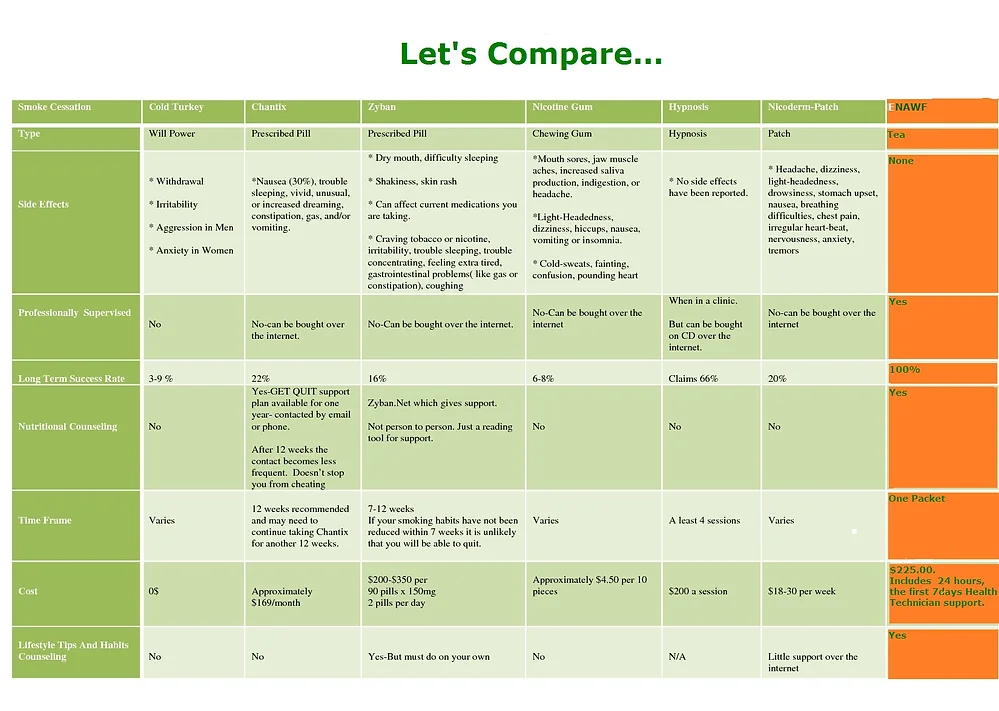 Let's Compare...
Smoke Cessation
Cold Turkey
Chantix
Zyban
Nicotine Gum
Hypnosis
Nicoderm-Patch
ENAWF
Type
Will Power
Prescribed Pill
Prescribed Pill
Chewing Gum
Hypnosis
Patch
Tea
Side Effects
* Withdrawal
* Irritability
* Aggression in Men
* Anxiety in Women
*Nausea (30%), trouble
sleeping, vivid, unusual,
or increased dreaming,
constipation, gas, and/or
vomiting.
* Dry mouth, difficulty sleeping
* Shakiness, skin rash
* Can affect current medications you
are taking.
* Craving tobacco or nicotine,
irritability, trouble sleeping, trouble
concentrating, feeling extra tired,
gastrointestinal problems( like gas or
constipation), coughing
*Mouth sores, jaw muscle
aches, increased saliva
production, indigestion, or
headache.
*Light-Headedness,
dizziness, hiccups, nausea,
vomiting or insomnia.
* Cold-sweats, fainting,
confusion, pounding heart
* No side effects
have been reported.
* Headache, dizziness,
light-headedness,
drowsiness, stomach upset,
nausea, breathing
difficulties, chest pain,
irregular heart-beat,
nervousness, anxiety,
tremors
None
Professionally Supervised
No
No-can be bought over
the internet.
No-Can be bought over the internet.
No-Can be bought over the
internet
When in a clinic.
But can be bought
on CD over the
internet.
No-can be bought over the
internet
Yes
Long Term Success Rate
3-9 %
22%
16%
6-8%
Claims 66%
20%
100%
Nutritional Counseling
No
Yes-GET QUIT support
plan available for one
year- contacted by email
or phone.
After 12 weeks the
contact becomes less
frequent. Doesn't stop
you from cheating
Zyban.Net which gives support.
Not person to person. Just a reading
tool for support.
No
No
No
Yes
Time Frame
Varies
12 weeks recommended
and may need to
continue taking Chantix
for another 12 weeks.
7-12 weeks
If your smoking habits have not been
reduced within 7 weeks it is unlikely
that you will be able to quit.
Varies
A least 4 sessions
Varies
One Packet
Cost
0$
Approximately
$169/month
$200-$350 per
90 pills x 150mg
2 pills per day
Approximately $4.50 per 10
pieces
$200 a session
$18-30 per week
$225.00.
Includes 24 hours,
the first 7days Health
Technician support.
Lifestyle Tips And Habits
Counseling
No
No
Yes-But must do on your own
No
N/A
Little support over the
internet
Yes